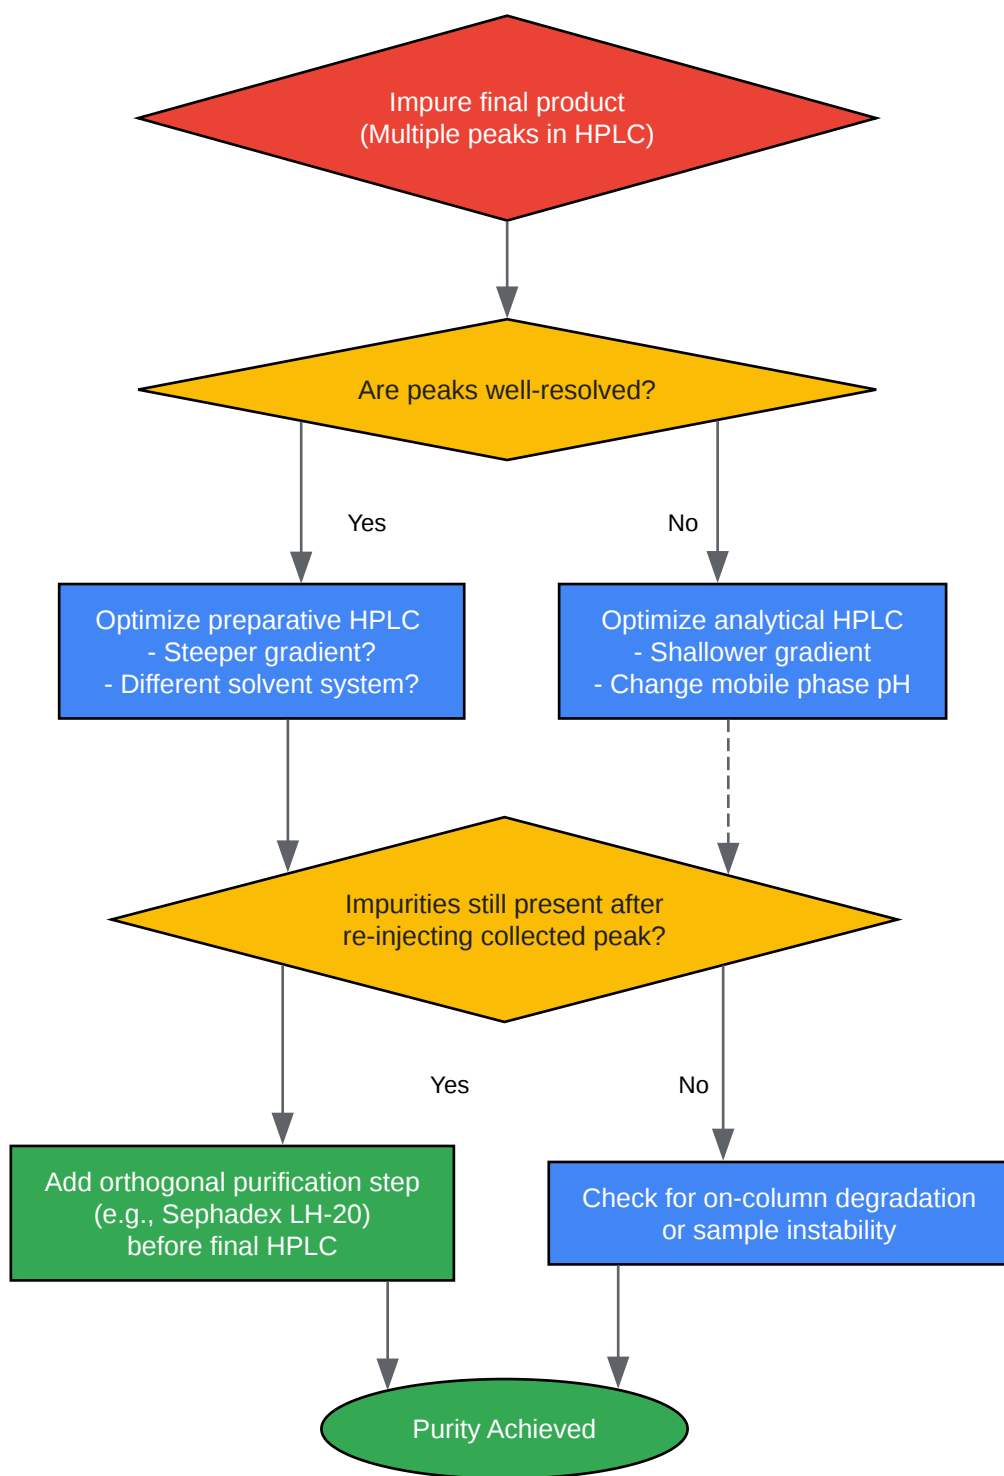 Impure final product
(Multiple peaks in HPLC)
Are peaks well-resolved?
Yes
No
Optimize preparative HPLC
- Steeper gradient?
- Different solvent system?
Optimize analytical HPLC
- Shallower gradient
- Change mobile phase pH
Impurities still present after
re-injecting collected peak?
Yes
No
Add orthogonal purification step
(e.g., Sephadex LH-20)
before final HPLC
Check for on-column degradation
or sample instability
Purity Achieved